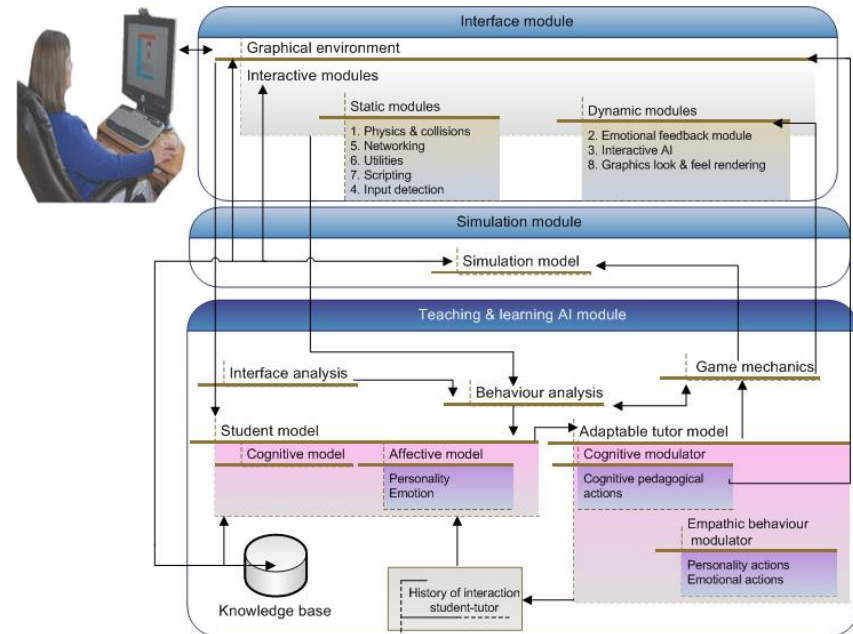 Interface module
Graphical environment
Interactive modules
Static modules
1. Physics & collisions
5. Networking
6. Utilities
7. Scripting
4. Input detection
Dynamic modules
2. Emotional feedback module
3. Interactive AI
8. Graphics look & feel rendering
Simulation module
Simulation model
Teaching & learning AI module
Interface analysis
Behaviour analysis
Game mechanics
Student model
Cognitive model
Affective model
Personality
Emotion
Adaptable tutor model
Cognitive modulator
Cognitive pedagogical
actions
Empathic behaviour
modulator
Personality actions
Emotional actions
Knowledge base
History of interaction
student-tutor